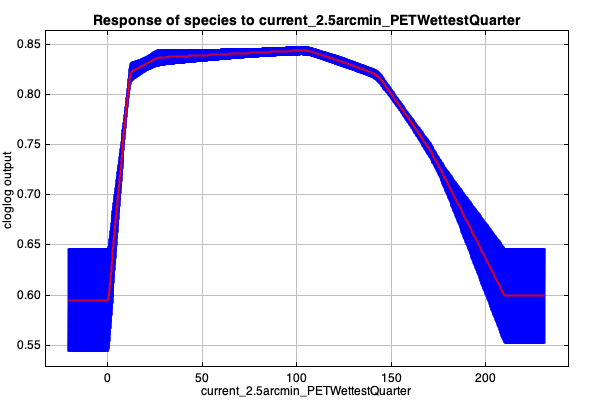 Response of species to current_2.5arcmin_PETWettestQuarter
0.85
0.80
0.75
0.70
0.65
0.60
0.55
cloglog output
0 50 100 150 200
current_2.5arcmin_PETWettestQuarter